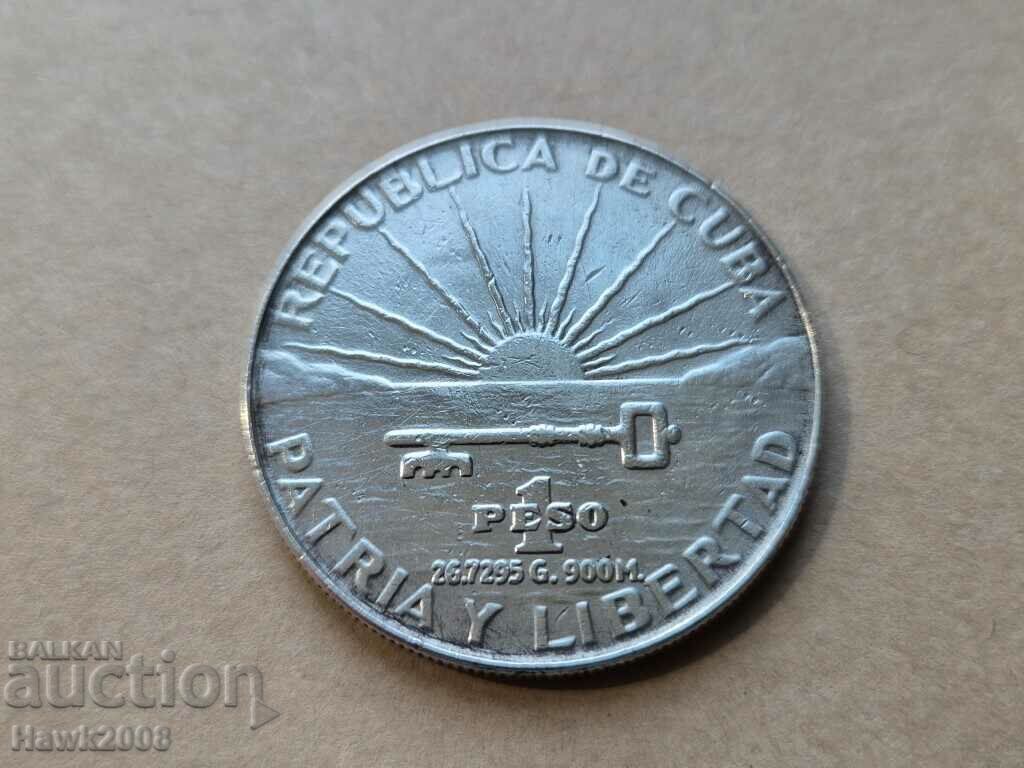 REPUBLICA DE CUBA
1
PESO
26.7295 G. 900M.
PATRIA Y LIBERTAD
BALKAN
auction
Hawk2008